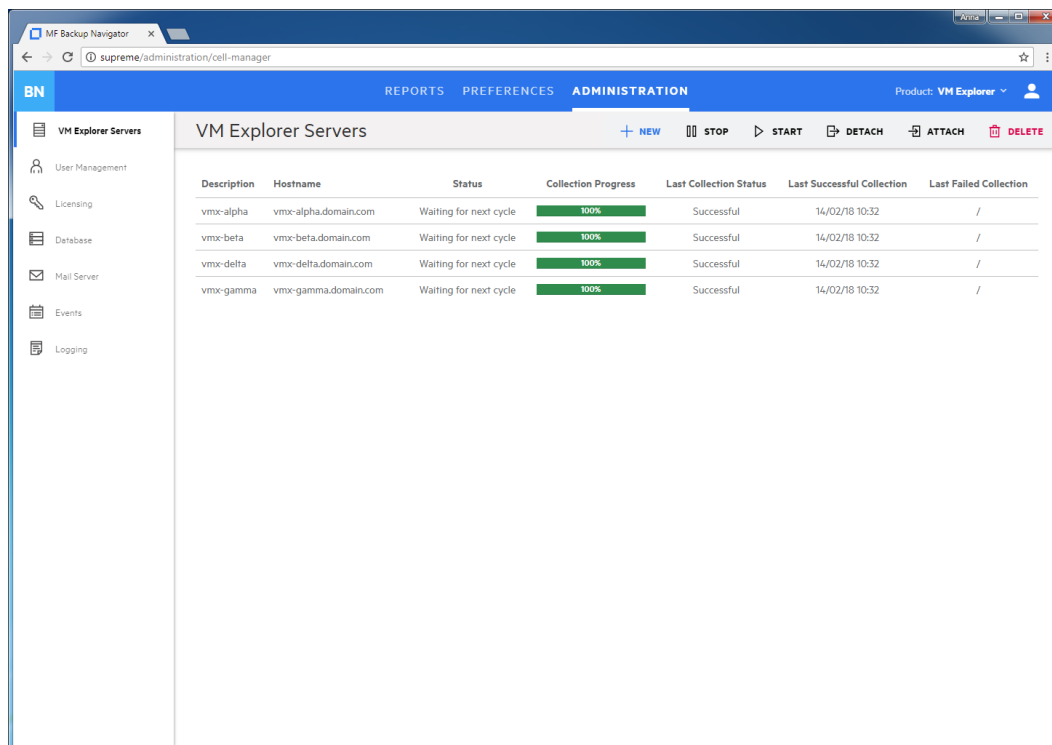 Anna
MF Backup Navigator
supreme/administration/cell-manager
BN REPORTS PREFERENCES ADMINISTRATION Product: VM Explorer
VM Explorer Servers
User Management
Licensing
Database
Mail Server
Events
Logging
VM Explorer Servers NEW STOP START DETACH ATTACH DELETE
Description Hostname Status Collection Progress Last Collection Status Last Successful Collection Last Failed Collection
vmx-alpha vmx-alpha.domain.com Waiting for next cycle 100% Successful 14/02/18 10:32 /
vmx-beta vmx-beta.domain.com Waiting for next cycle 100% Successful 14/02/18 10:32 /
vmx-delta vmx-delta.domain.com Waiting for next cycle 100% Successful 14/02/18 10:32 /
vmx-gamma vmx-gamma.domain.com Waiting for next cycle 100% Successful 14/02/18 10:32 /